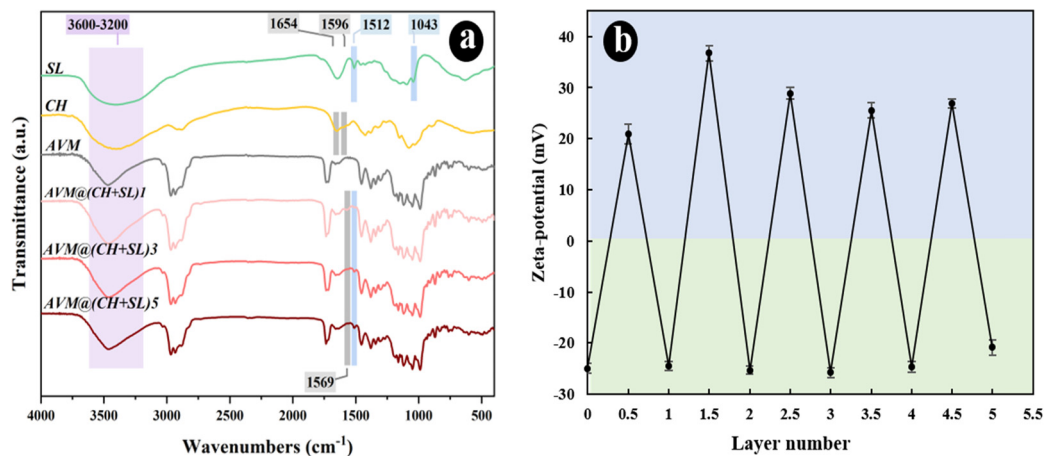 3600-3200
1654
1596
1512
1043
a
SL
CH
AVM
AVM@(CH+SL)1
AVM@(CH+SL)3
AVM@(CH+SL)5
1569
Transmittance (a.u.)
4000 3500 3000 2500 2000 1500 1000 500
Wavenumbers (cm⁻¹)
b
Zeta-potential (mV)
40
30
20
10
0
-10
-20
-30
0 0.5 1 1.5 2 2.5 3 3.5 4 4.5 5 5.5
Layer number